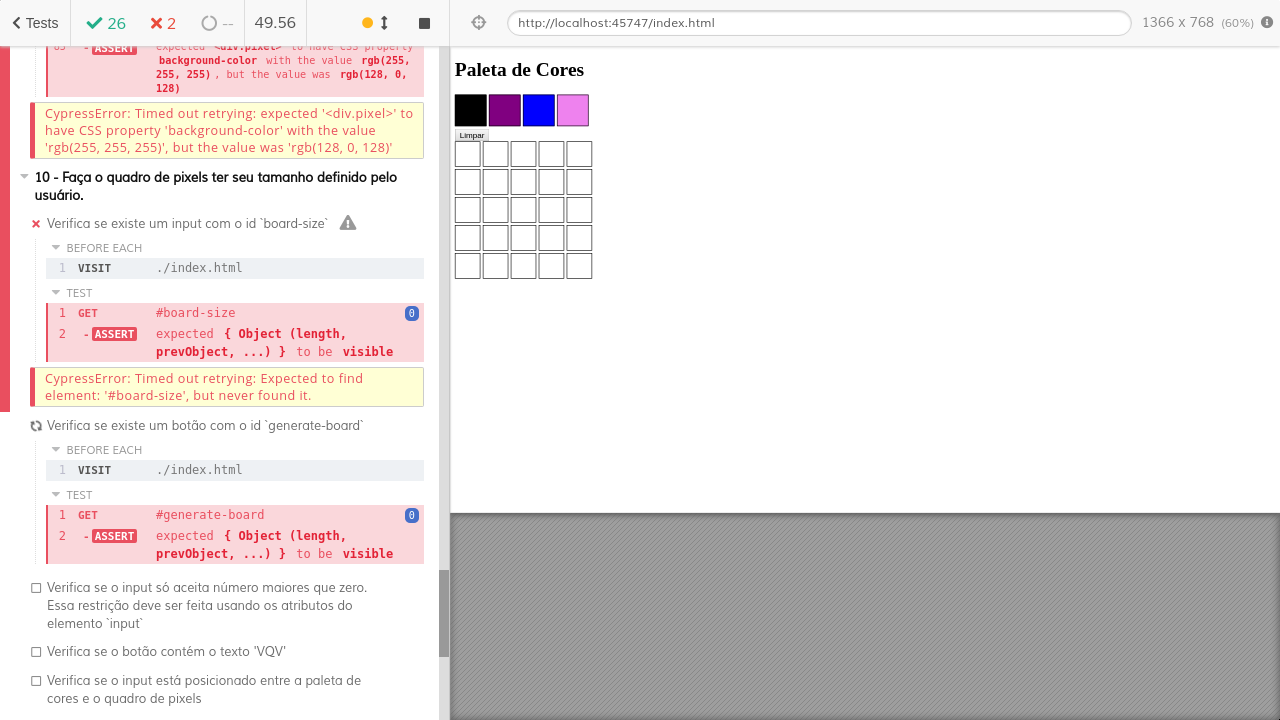 Tests
26
2
--
49.56
http://localhost:45747/index.html
1366 x 768 (60%)
85 - ASSERT expected <div.pixel> to have CSS property
background-color with the value rgb(255,
255, 255), but the value was rgb(128, 0,
128)
CypressError: Timed out retrying: expected '<div.pixel>' to
have CSS property 'background-color' with the value
'rgb(255, 255, 255)', but the value was 'rgb(128, 0, 128)'
10 - Faça o quadro de pixels ter seu tamanho definido pelo
usuário.
Verifica se existe um input com o id `board-size`
BEFORE EACH
1 VISIT ./index.html
TEST
1 GET #board-size 0
2 - ASSERT expected { Object (length,
prevObject, ...) } to be visible
CypressError: Timed out retrying: Expected to find
element: '#board-size', but never found it.
Verifica se existe um botão com o id `generate-board`
BEFORE EACH
1 VISIT ./index.html
TEST
1 GET #generate-board 0
2 - ASSERT expected { Object (length,
prevObject, ...) } to be visible
Verifica se o input só aceita número maiores que zero.
Essa restrição deve ser feita usando os atributos do
elemento `input`
Verifica se o botão contém o texto 'VQV'
Verifica se o input está posicionado entre a paleta de
cores e o quadro de pixels
Paleta de Cores
Limpar